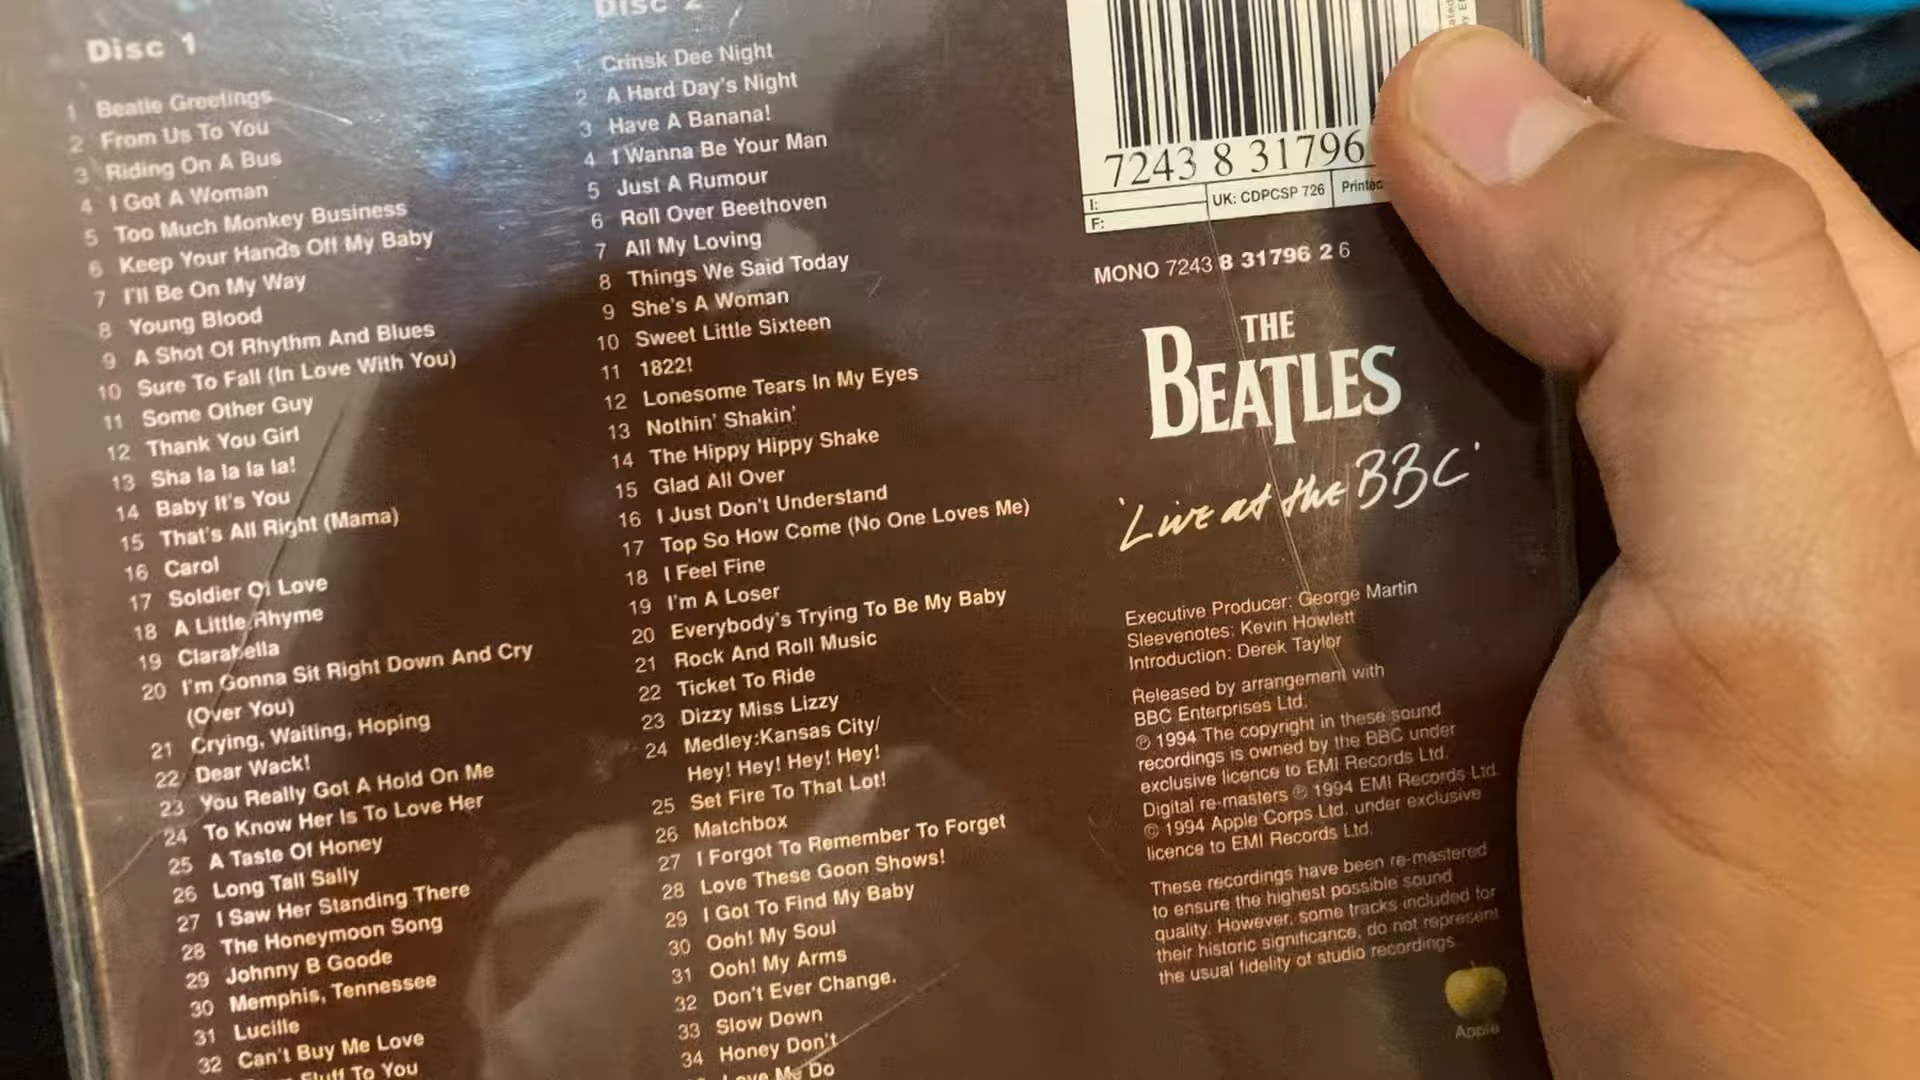 Disc 1
1 Beatle Greetings
2 From Us To You
3 Riding On A Bus
4 I Got A Woman
5 Too Much Monkey Business
6 Keep Your Hands Off My Baby
7 I'll Be On My Way
8 Young Blood
9 A Shot Of Rhythm And Blues
10 Sure To Fall (In Love With You)
11 Some Other Guy
12 Thank You Girl
13 Sha la la la la!
14 Baby It's You
15 That's All Right (Mama)
16 Carol
17 Soldier Of Love
18 A Little Rhyme
19 Clarabella
20 I'm Gonna Sit Right Down And Cry
(Over You)
21 Crying, Waiting, Hoping
22 Dear Wack!
23 You Really Got A Hold On Me
24 To Know Her Is To Love Her
25 A Taste Of Honey
26 Long Tall Sally
27 I Saw Her Standing There
28 The Honeymoon Song
29 Johnny B Goode
30 Memphis, Tennessee
31 Lucille
32 Can't Buy Me Love
Fluff To You
Disc 2
Crinsk Dee Night
2 A Hard Day's Night
3 Have A Banana!
4 I Wanna Be Your Man
5 Just A Rumour
6 Roll Over Beethoven
7 All My Loving
8 Things We Said Today
9 She's A Woman
10 Sweet Little Sixteen
11 1822!
12 Lonesome Tears In My Eyes
13 Nothin' Shakin'
14 The Hippy Hippy Shake
15 Glad All Over
16 I Just Don't Understand
17 Top So How Come (No One Loves Me)
18 I Feel Fine
19 I'm A Loser
20 Everybody's Trying To Be My Baby
21 Rock And Roll Music
22 Ticket To Ride
23 Dizzy Miss Lizzy
24 Medley:Kansas City/
Hey! Hey! Hey! Hey!
25 Set Fire To That Lot!
26 Matchbox
27 I Forgot To Remember To Forget
28 Love These Goon Shows!
29 I Got To Find My Baby
30 Ooh! My Soul
31 Ooh! My Arms
32 Don't Ever Change.
33 Slow Down
34 Honey Don't
Love Me Do
7243 8 31796
I:
F:
UK: CDPCSP 726
Printed
MONO 7243 8 31796 2 6
THE
BEATLES
'Live at the BBC'
Executive Producer: George Martin
Sleevenotes: Kevin Howlett
Introduction: Derek Taylor
Released by arrangement with
BBC Enterprises Ltd.
℗ 1994 The copyright in these sound
recordings is owned by the BBC under
exclusive licence to EMI Records Ltd.
Digital re-masters ℗ 1994 EMI Records Ltd.
© 1994 Apple Corps Ltd. under exclusive
licence to EMI Records Ltd.
These recordings have been re-mastered
to ensure the highest possible sound
quality. However, some tracks included for
their historic significance, do not represent
the usual fidelity of studio recordings.
Apple